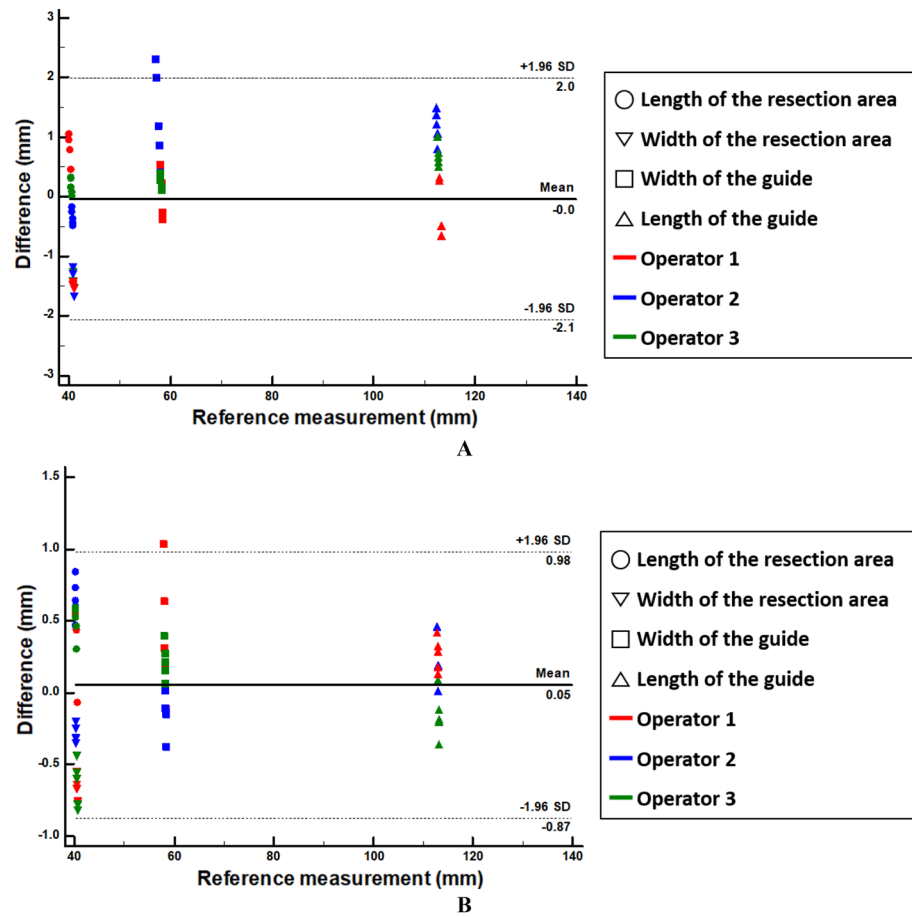 A
3
2
1
0
-1
-2
-3
Difference (mm)
+1.96 SD
2.0
Mean
-0.0
-1.96 SD
-2.1
40 60 80 100 120 140
Reference measurement (mm)
Length of the resection area
Width of the resection area
Width of the guide
Length of the guide
Operator 1
Operator 2
Operator 3
A
B
1.5
1.0
0.5
0.0
-0.5
-1.0
Difference (mm)
+1.96 SD
0.98
Mean
0.05
-1.96 SD
-0.87
40 60 80 100 120 140
Reference measurement (mm)
Length of the resection area
Width of the resection area
Width of the guide
Length of the guide
Operator 1
Operator 2
Operator 3
B